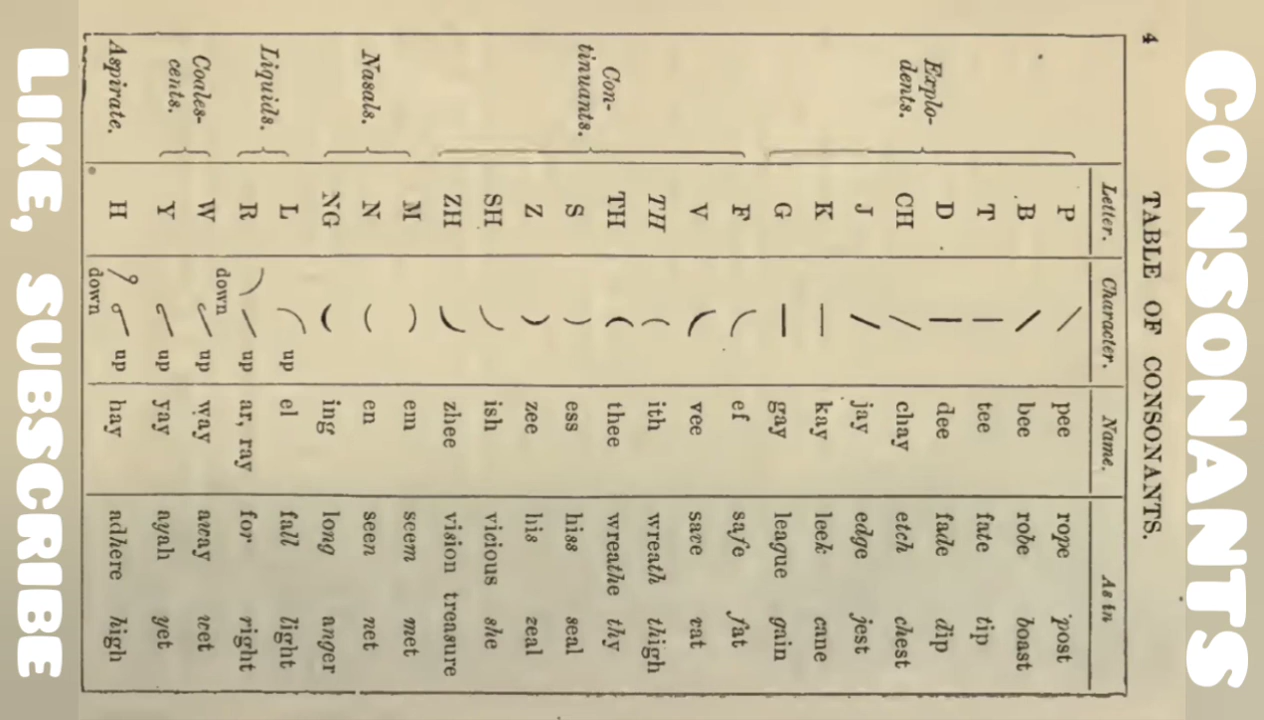 CONSONANTS
4
TABLE OF CONSONANTS.
Letter. Character. Name. As in
Explo-
dents.
P pee rope post
B bee robe boast
T tee fate tip
D dee fade dip
CH chay etch chest
J jay edge jest
K kay leek cane
G gay league gain
Con-
tinuants.
F ef safe fat
V vee save vat
TH ith wreath thigh
TH thee wreathe thy
S ess hiss seal
Z zee his zeal
SH ish vicious she
ZH zhee vision treasure
Nasals.
M em seem met
N en seen net
NG ing long anger
Liquids.
L up el fall light
R down up ar, ray for right
Coales-
cents.
W up way away wet
Y up yay ayah yet
Aspirate.
H down up hay adhere high
LIKE, SUBSCRIBE